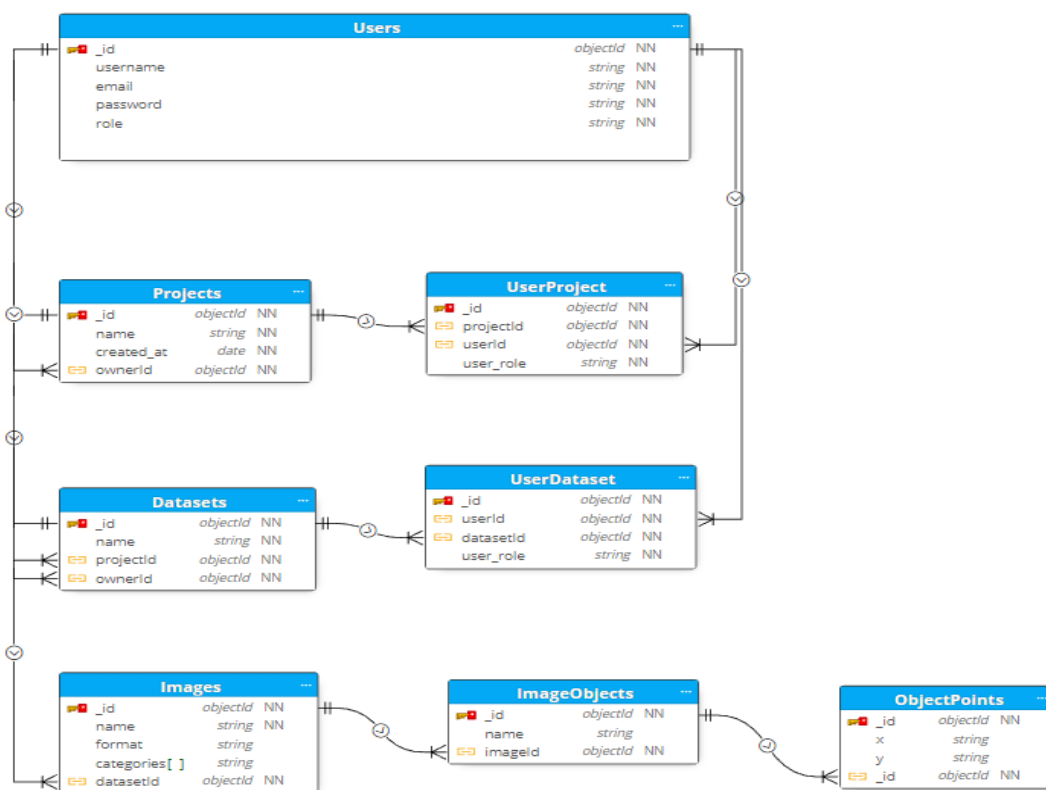 Users ...
_id objectId NN
username string NN
email string NN
password string NN
role string NN
Projects ...
_id objectId NN
name string NN
created_at date NN
ownerId objectId NN
UserProject ...
_id objectId NN
projectId objectId NN
userId objectId NN
user_role string NN
Datasets ...
_id objectId NN
name string NN
projectId objectId NN
ownerId objectId NN
UserDataset ...
_id objectId NN
userId objectId NN
datasetId objectId NN
user_role string NN
Images ...
_id objectId NN
name string NN
format string
categories[ ] string
datasetId objectId NN
ImageObjects ...
_id objectId NN
name string
imageId objectId NN
ObjectPoints ...
_id objectId NN
x string
y string
_id objectId NN